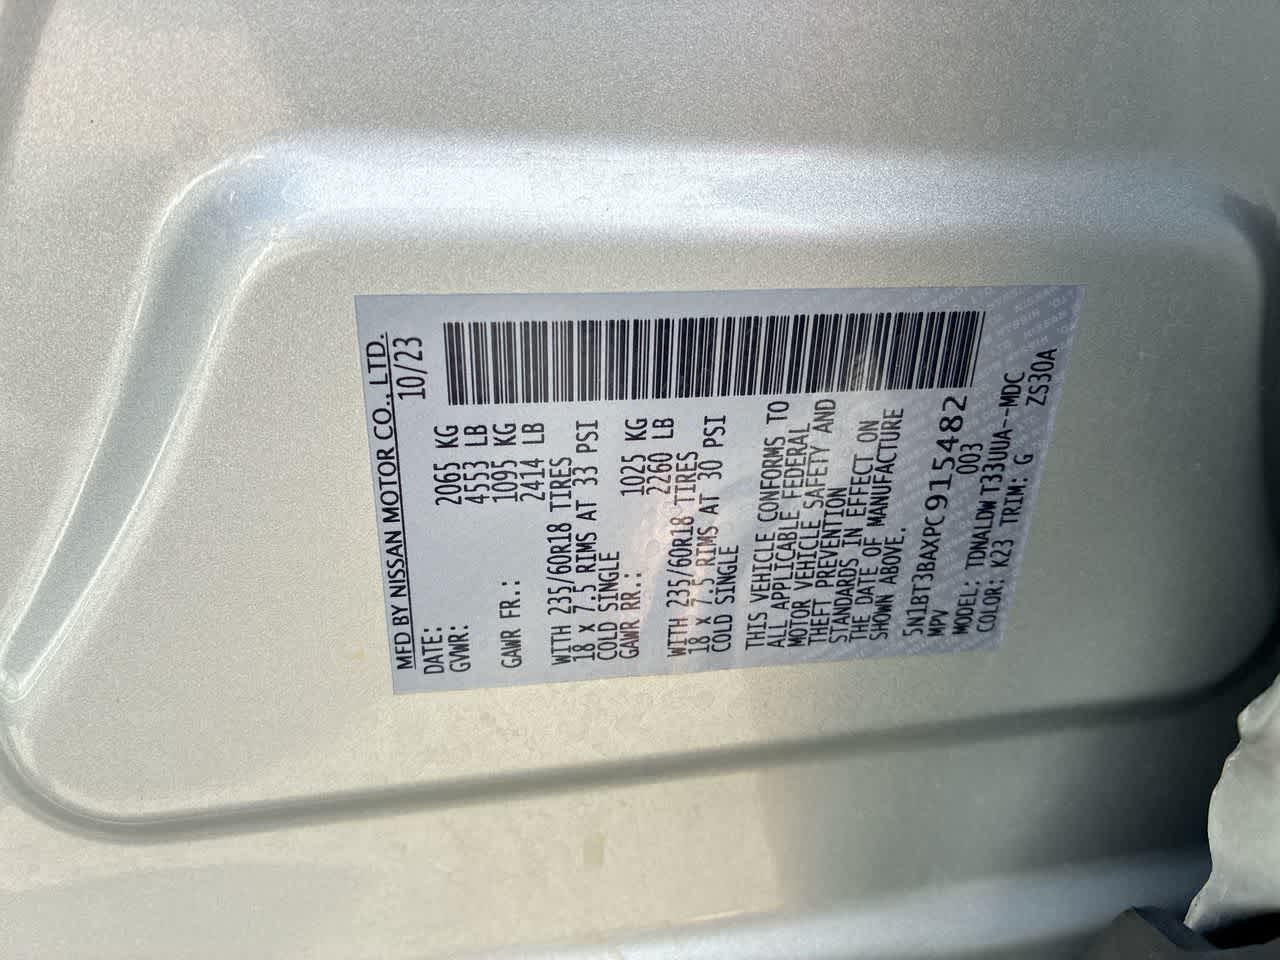 MFD BY NISSAN MOTOR CO., LTD.
DATE: 10/23
GVWR: 2065 KG
4553 LB
GAWR FR.: 1095 KG
2414 LB
WITH 235/60R18 TIRES
18 x 7.5 RIMS AT 33 PSI
COLD SINGLE
GAWR RR.: 1025 KG
2260 LB
WITH 235/60R18 TIRES
18 x 7.5 RIMS AT 30 PSI
COLD SINGLE
THIS VEHICLE CONFORMS TO
ALL APPLICABLE FEDERAL
MOTOR VEHICLE SAFETY AND
THEFT PREVENTION
STANDARDS IN EFFECT ON
THE DATE OF MANUFACTURE
SHOWN ABOVE..
5N1BT3BAXPC915482
MPV 003
MODEL: TDNALDWT33UUA--MDC
COLOR: K23 TRIM: G ZS30A